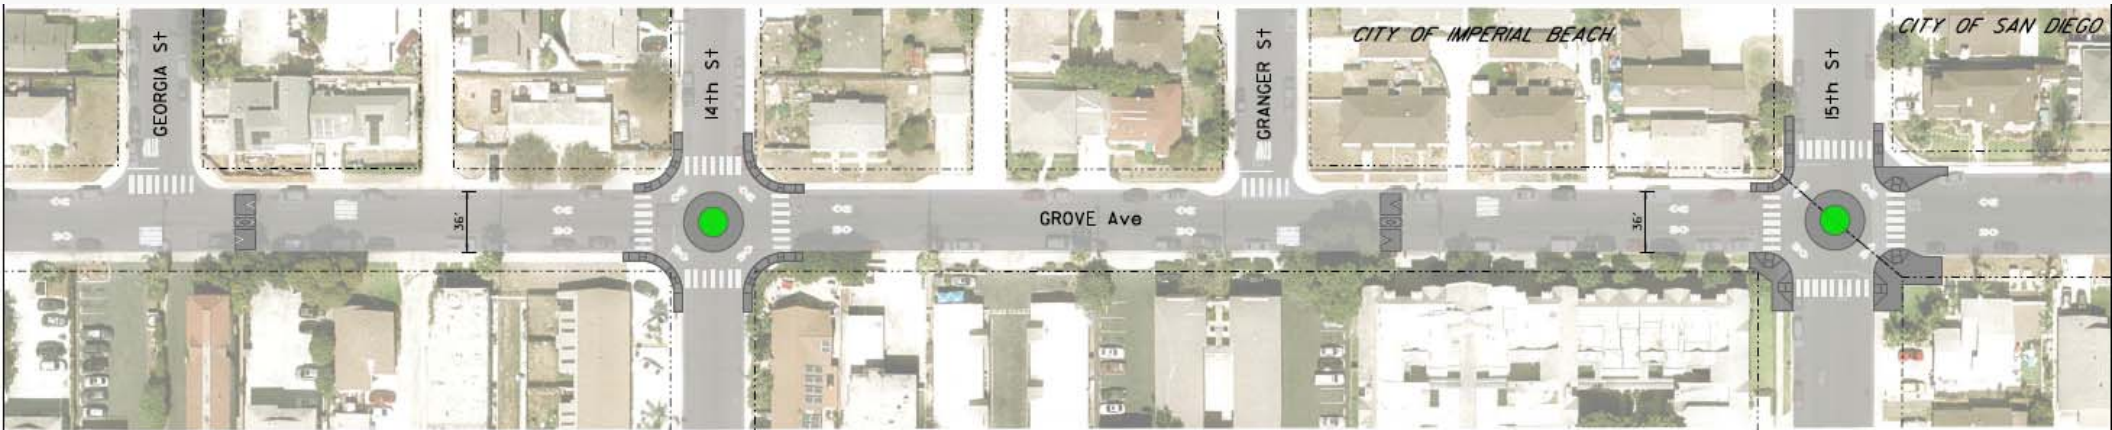 GEORGIA St
14th St
GRANGER St
CITY OF IMPERIAL BEACH
15th St
CITY OF SAN DIEGO
36'
GROVE Ave
36'